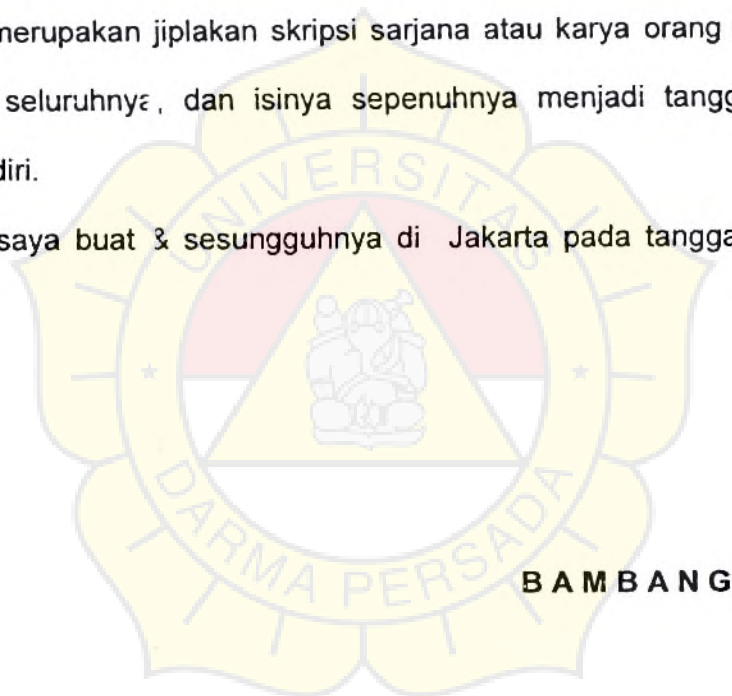 merupakan jiplakan skripsi sarjana atau karya orang
seluruhnya, dan isinya sepenuhnya menjadi tangg
diri.
saya buat & sesungguhnya di Jakarta pada tangga
BAMBANG
UNIVERSITAS
DARMA PERSADA